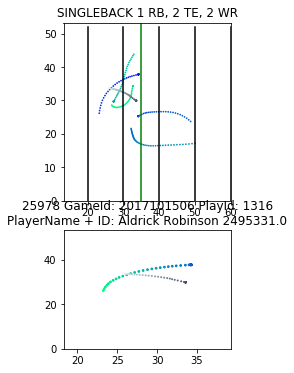 SINGLEBACK 1 RB, 2 TE, 2 WR
50
40
30
20
10
0
20 30 40 50 60
25978 GameId: 2017101506 PlayId: 1316
PlayerName + ID: Aldrick Robinson 2495331.0
40
20
0
20 25 30 35